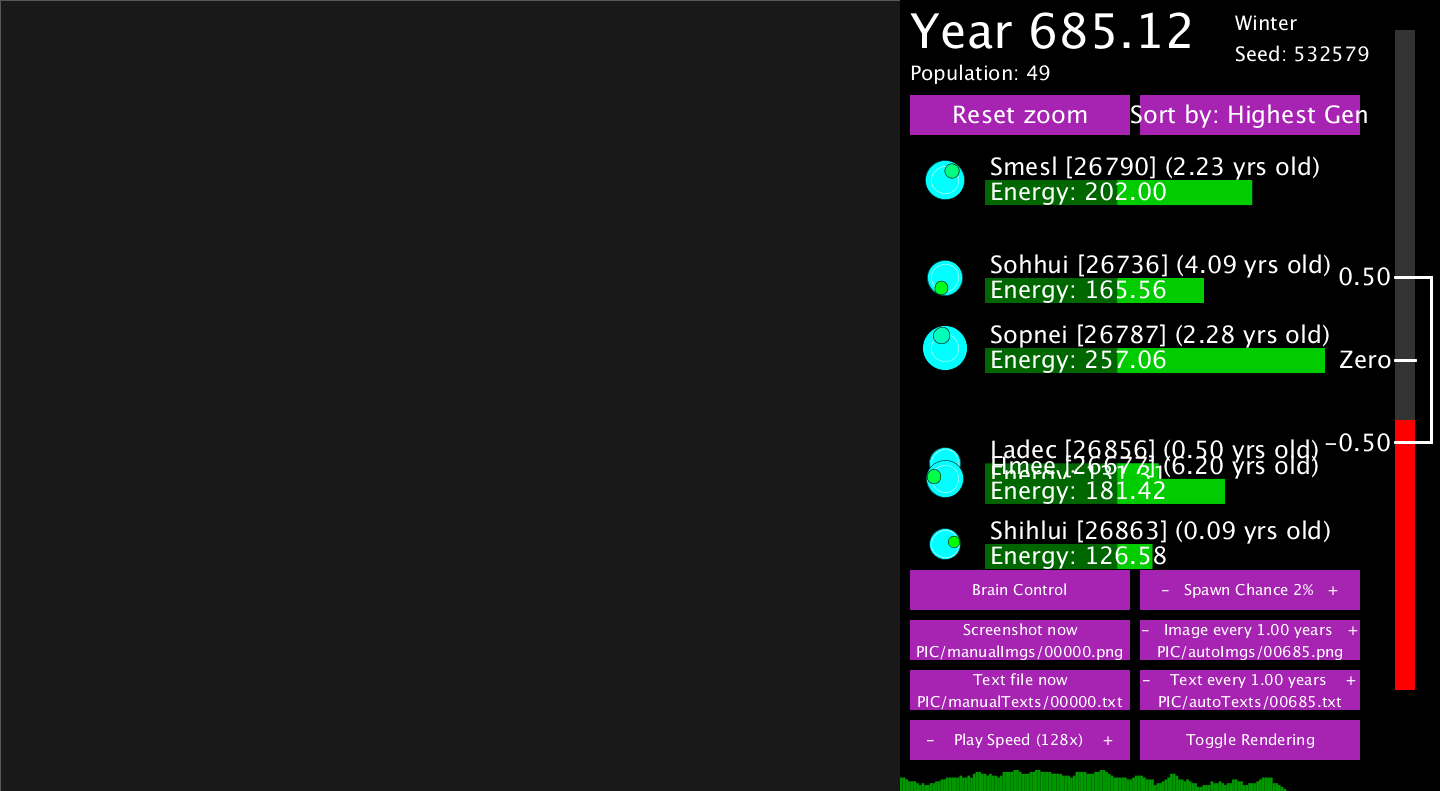 Year 685.12
Winter
Seed: 532579
Population: 49
Reset zoom
Sort by: Highest Gen
Smesl [26790] (2.23 yrs old)
Energy: 202.00
Sohhui [26736] (4.09 yrs old)
Energy: 165.56
0.50
Sopnei [26787] (2.28 yrs old)
Energy: 257.06
Zero
Ladec [26856] (0.50 yrs old)
-0.50
(6.20 yrs old)
Energy: 181.42
Shihlui [26863] (0.09 yrs old)
Energy: 126.58
Brain Control
- Spawn Chance 2% +
Screenshot now
PIC/manualImgs/00000.png
- Image every 1.00 years +
PIC/autoImgs/00685.png
Text file now
PIC/manualTexts/00000.txt
- Text every 1.00 years +
PIC/autoTexts/00685.txt
- Play Speed (128x) +
Toggle Rendering